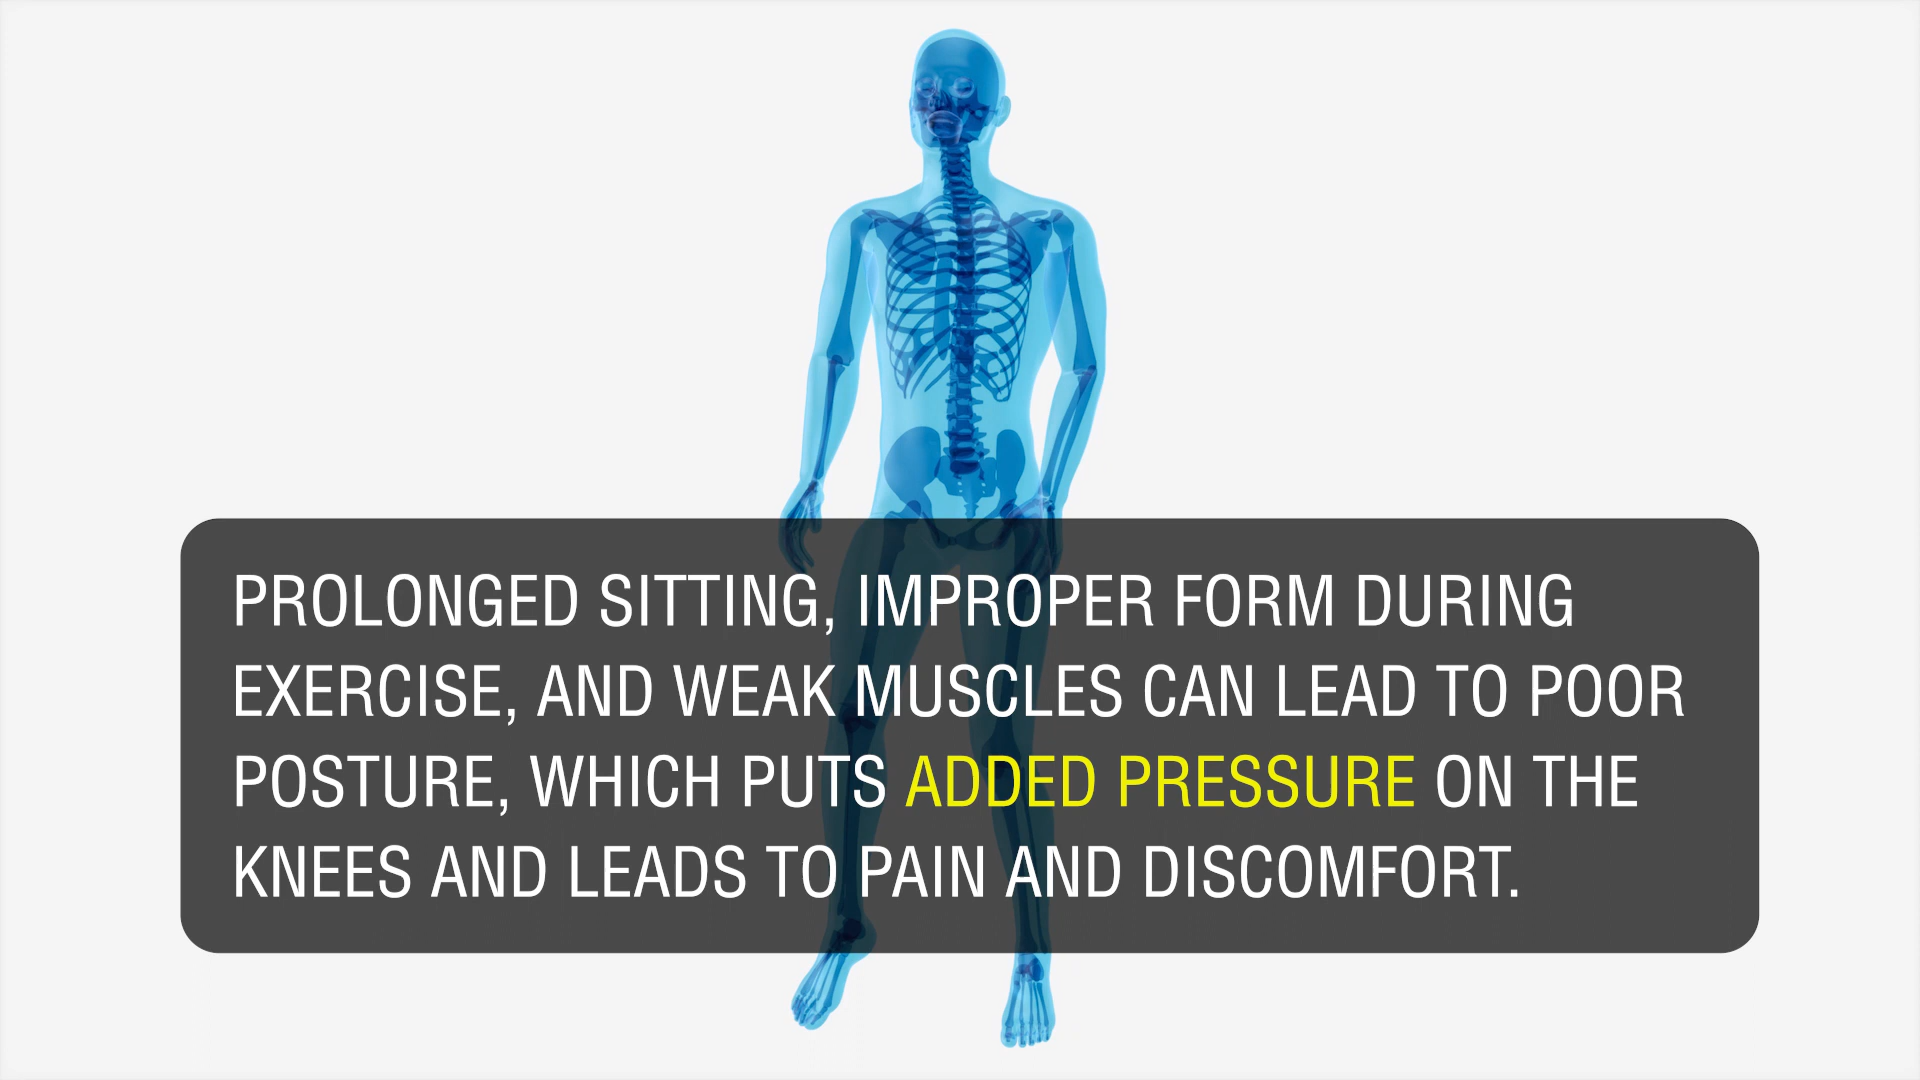 PROLONGED SITTING, IMPROPER FORM DURING
EXERCISE, AND WEAK MUSCLES CAN LEAD TO POOR
POSTURE, WHICH PUTS ADDED PRESSURE ON THE
KNEES AND LEADS TO PAIN AND DISCOMFORT.